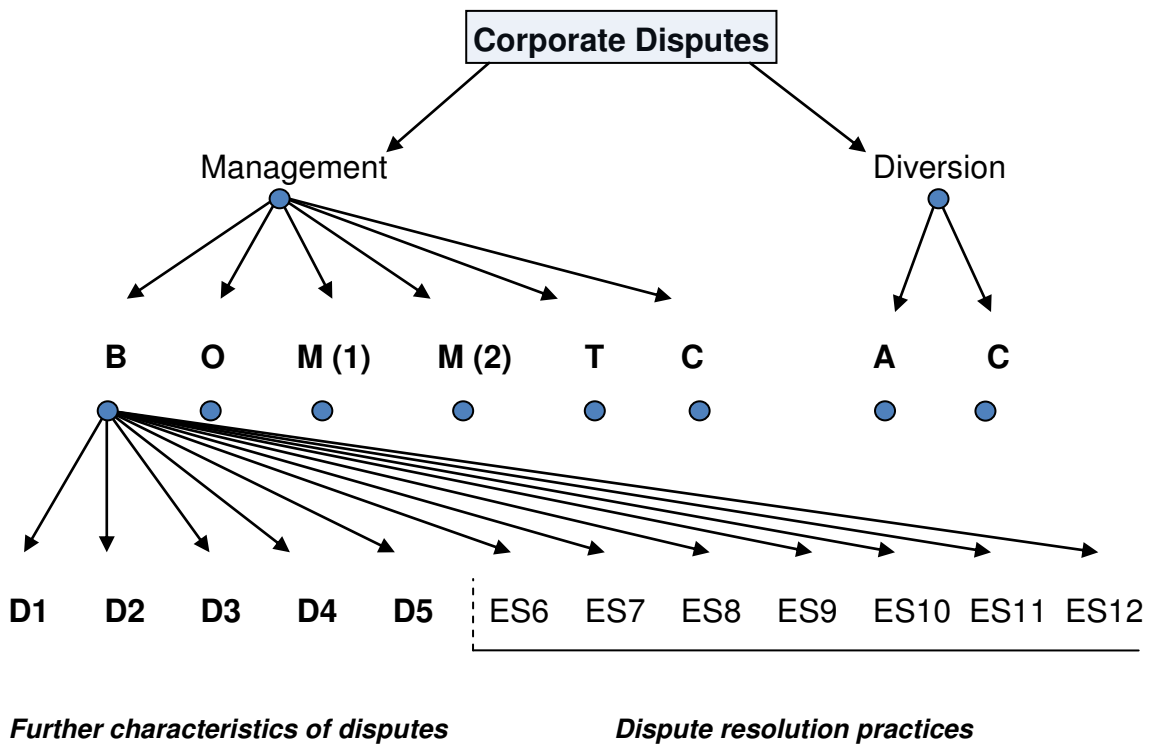 Corporate Disputes
Management Diversion
B O M (1) M (2) T C A C
D1 D2 D3 D4 D5 ES6 ES7 ES8 ES9 ES10 ES11 ES12
Further characteristics of disputes Dispute resolution practices